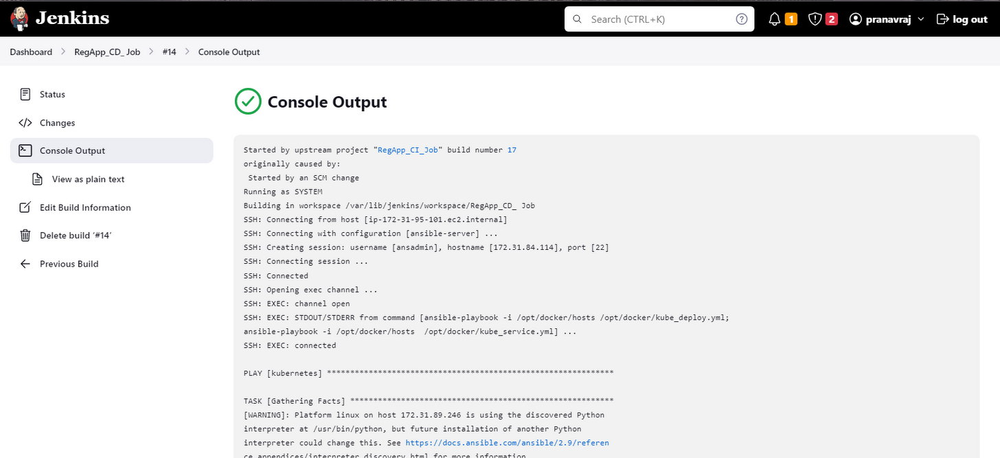 Jenkins
Search (CTRL+K)
?
1
2
pranavraj
log out
Dashboard > RegApp_CD_ Job > #14 > Console Output
Status
Changes
Console Output
View as plain text
Edit Build Information
Delete build ‘#14’
Previous Build
Console Output
Started by upstream project "RegApp_CI_Job" build number 17
originally caused by:
Started by an SCM change
Running as SYSTEM
Building in workspace /var/lib/jenkins/workspace/RegApp_CD_ Job
SSH: Connecting from host [ip-172-31-95-101.ec2.internal]
SSH: Connecting with configuration [ansible-server] ...
SSH: Creating session: username [ansadmin], hostname [172.31.84.114], port [22]
SSH: Connecting session ...
SSH: Connected
SSH: Opening exec channel ...
SSH: EXEC: channel open
SSH: EXEC: STDOUT/STDERR from command [ansible-playbook -i /opt/docker/hosts /opt/docker/kube_deploy.yml;
ansible-playbook -i /opt/docker/hosts  /opt/docker/kube_service.yml] ...
SSH: EXEC: connected
PLAY [kubernetes] **************************************************************
TASK [Gathering Facts] *********************************************************
[WARNING]: Platform linux on host 172.31.89.246 is using the discovered Python
interpreter at /usr/bin/python, but future installation of another Python
interpreter could change this. See https://docs.ansible.com/ansible/2.9/referen
ce_appendices/interpreter_discovery.html for more information.